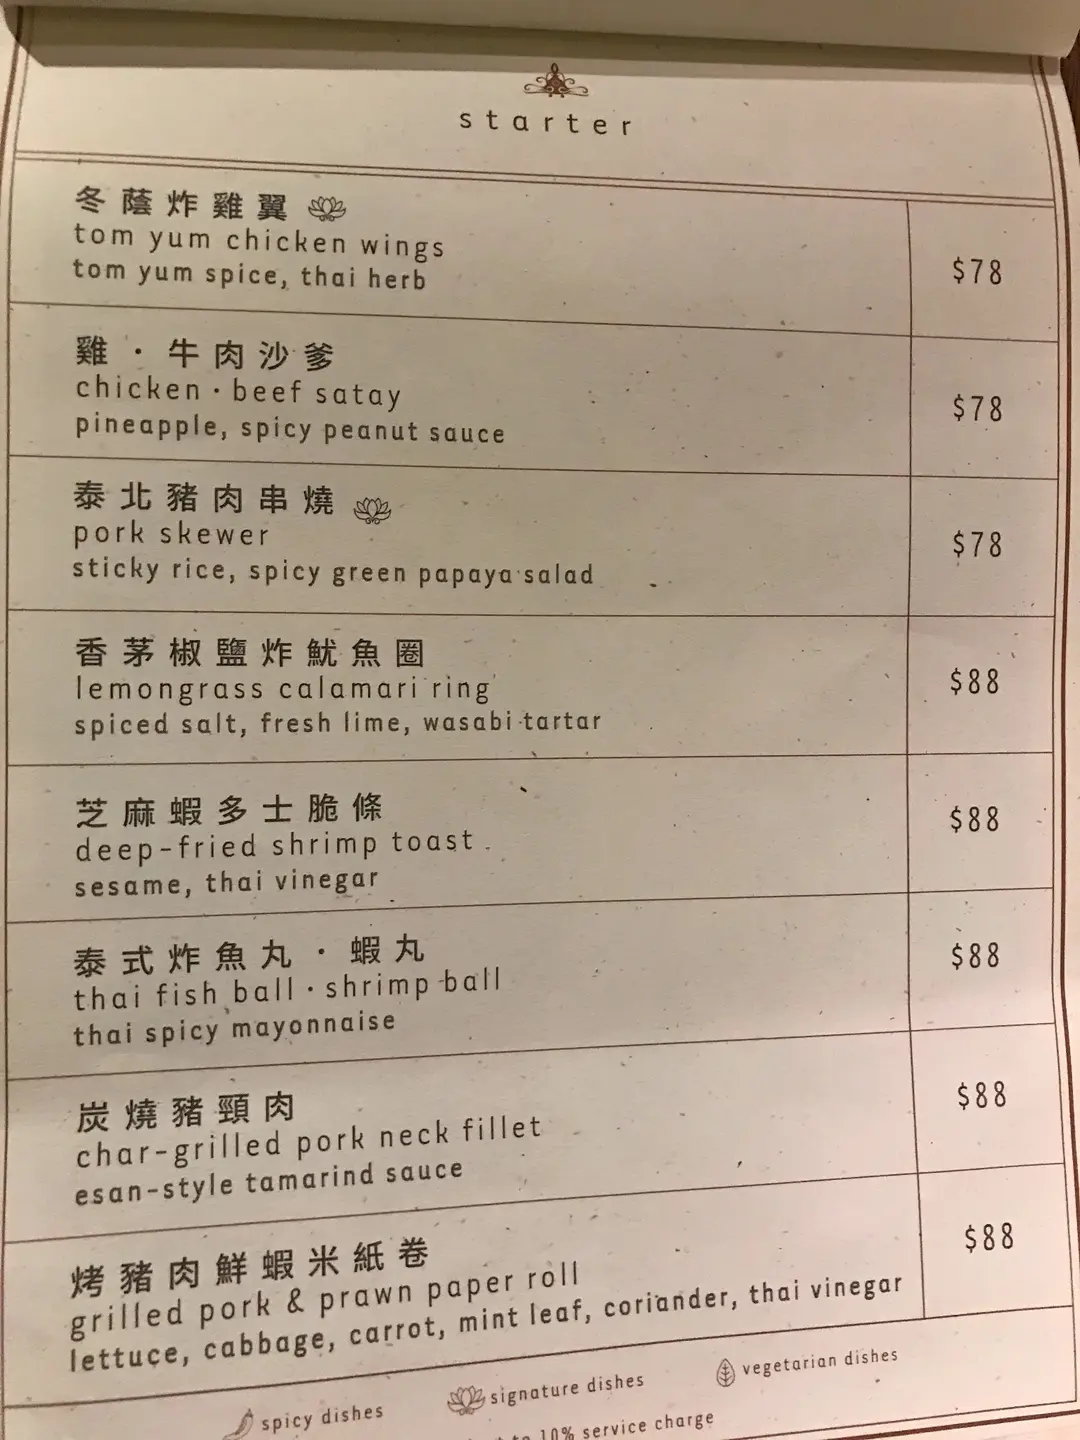 starter
冬蔭炸雞翼
tom yum chicken wings
tom yum spice, thai herb
$78
雞・牛肉沙爹
chicken・beef satay
pineapple, spicy peanut sauce
$78
泰北豬肉串燒
pork skewer
sticky rice, spicy green papaya salad
$78
香茅椒鹽炸魷魚圈
lemongrass calamari ring
spiced salt, fresh lime, wasabi tartar
$88
芝麻蝦多士脆條
deep-fried shrimp toast
sesame, thai vinegar
$88
泰式炸魚丸・蝦丸
thai fish ball・shrimp ball
thai spicy mayonnaise
$88
炭燒豬頸肉
char-grilled pork neck fillet
esan-style tamarind sauce
$88
烤豬肉鮮蝦米紙卷
grilled pork & prawn paper roll
lettuce, cabbage, carrot, mint leaf, coriander, thai vinegar
$88
spicy dishes
signature dishes
vegetarian dishes
to 10% service charge